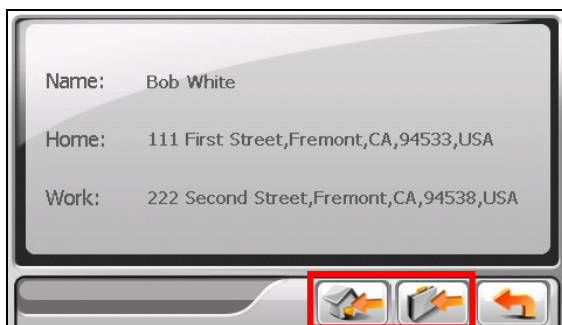 Name: Bob White
Home: 111 First Street,Fremont,CA,94533,USA
Work: 222 Second Street,Fremont,CA,94538,USA